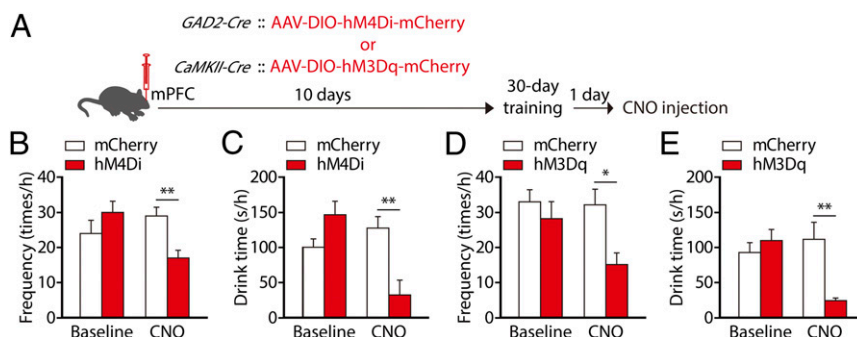 A
GAD2-Cre :: AAV-DIO-hM4Di-mCherry
or
CaMKII-Cre :: AAV-DIO-hM3Dq-mCherry
mPFC
10 days
30-day
training
1 day
CNO injection
B
mCherry
hM4Di
Frequency (times/h)
40
30
20
10
0
**
Baseline CNO
C
mCherry
hM4Di
Drink time (s/h)
200
150
100
50
0
**
Baseline CNO
D
mCherry
hM3Dq
Frequency (times/h)
40
30
20
10
0
*
Baseline CNO
E
mCherry
hM3Dq
Drink time (s/h)
200
150
100
50
0
**
Baseline CNO